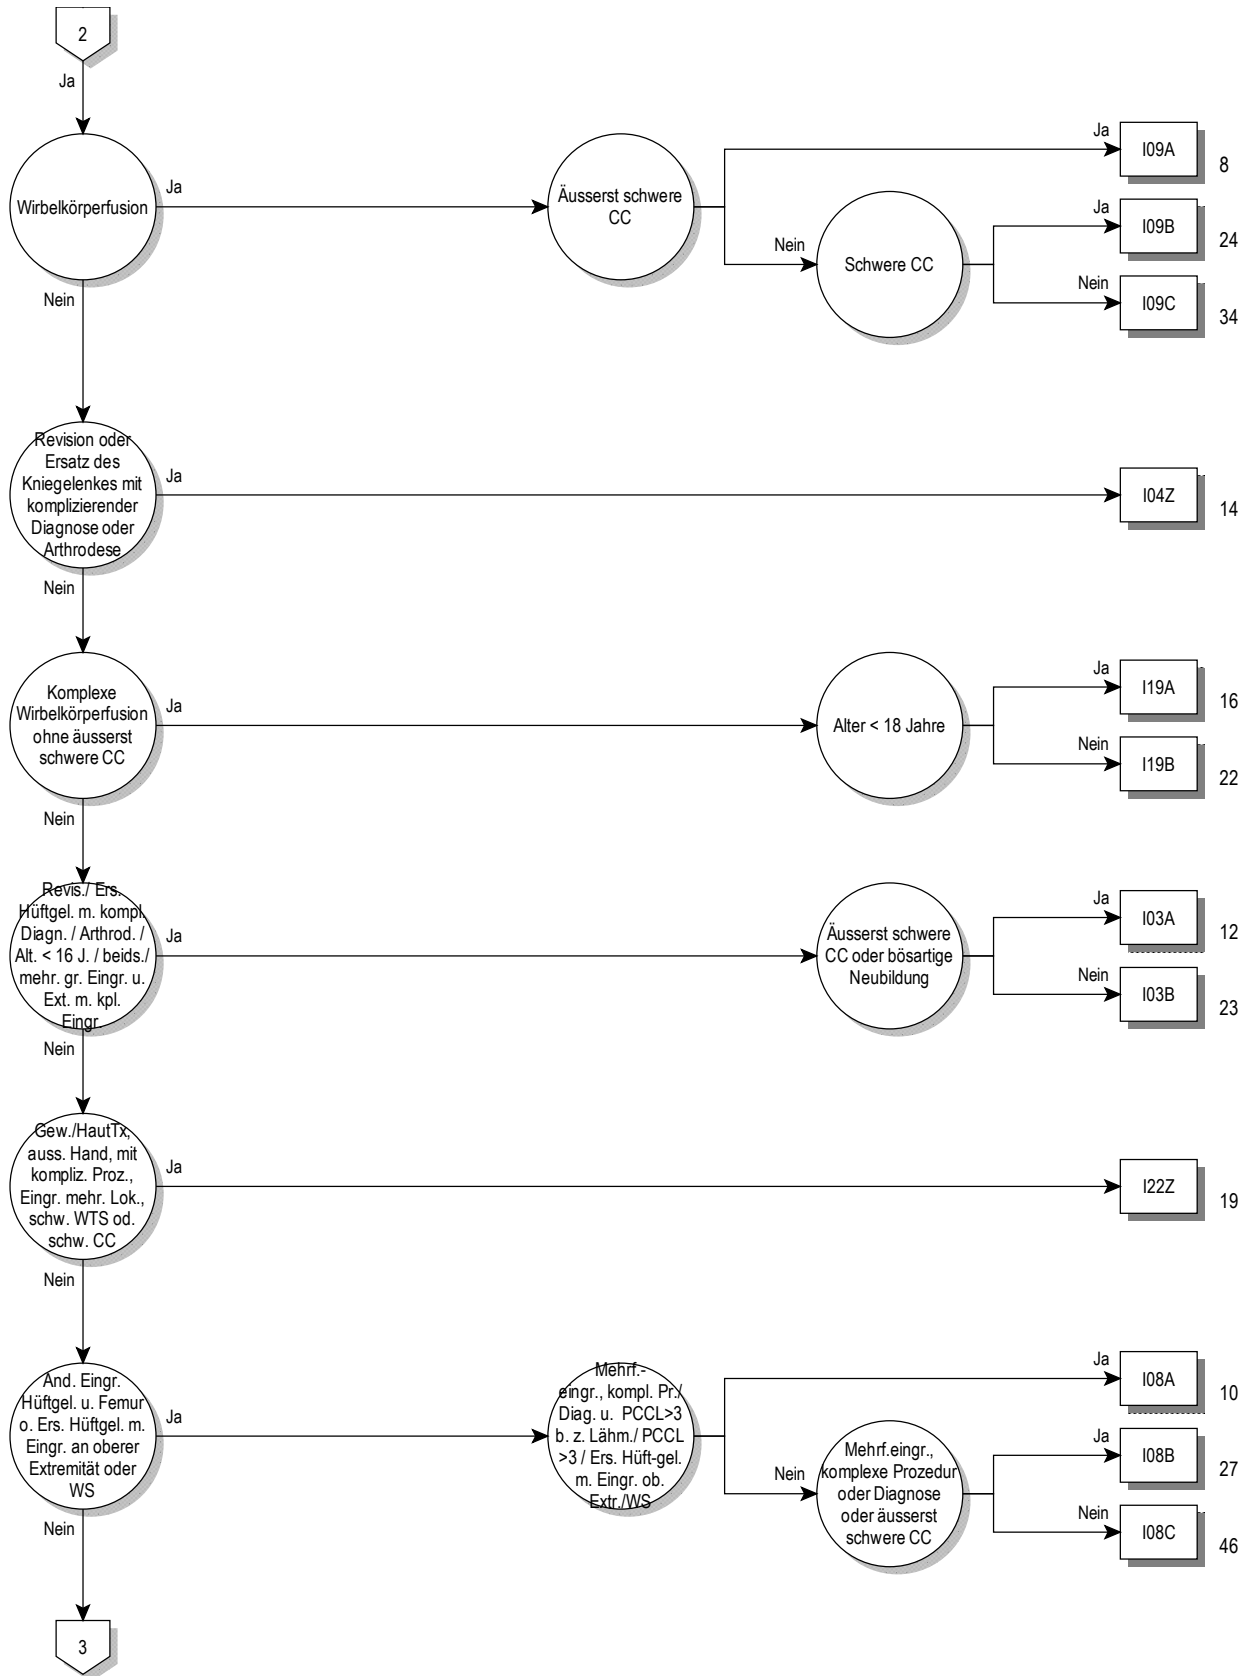 2
Ja
Wirbelkörperfusion
Ja
Äusserst schwere
CC
Ja
I09A
8
Nein
Schwere CC
Ja
I09B
24
Nein
I09C
34
Nein
Revision oder
Ersatz des
Kniegelenkes mit
komplizierender
Diagnose oder
Arthrodese
Ja
I04Z
14
Nein
Komplexe
Wirbelkörperfusion
ohne äusserst
schwere CC
Ja
Alter < 18 Jahre
Ja
I19A
16
Nein
I19B
22
Nein
Revis./ Ers.
Hüftgel. m. kompl.
Diagn. / Arthrod. /
Alt. < 16 J. / beids./
mehr. gr. Eingr. u.
Ext. m. kpl.
Eingr.
Ja
Äusserst schwere
CC oder bösartige
Neubildung
Ja
I03A
12
Nein
I03B
23
Nein
Gew./HautTx,
auss. Hand, mit
kompliz. Proz.,
Eingr. mehr. Lok.,
schw. WTS od.
schw. CC
Ja
I22Z
19
Nein
And. Eingr.
Hüftgel. u. Femur
o. Ers. Hüftgel. m.
Eingr. an oberer
Extremität oder
WS
Ja
Mehrf.-
eingr., kompl. Pr./
Diag. u. PCCL>3
b. z. Lähm./ PCCL
>3 / Ers. Hüft-gel.
m. Eingr. ob.
Extr./WS
Ja
I08A
10
Nein
Mehrf.eingr.,
komplexe Prozedur
oder Diagnose
oder äusserst
schwere CC
Ja
I08B
27
Nein
I08C
46
Nein
3